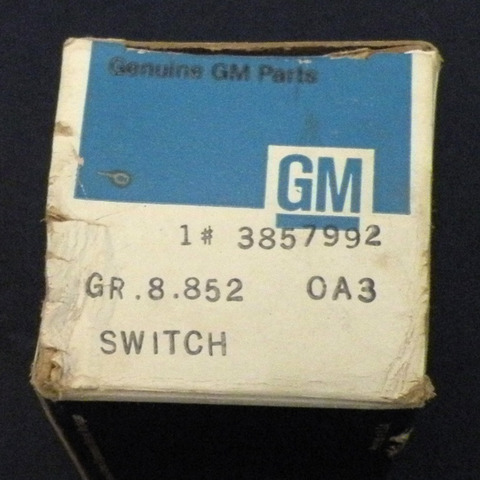 Genuine GM Parts
GM
1# 3857992
GR.8.852 OA3
SWITCH